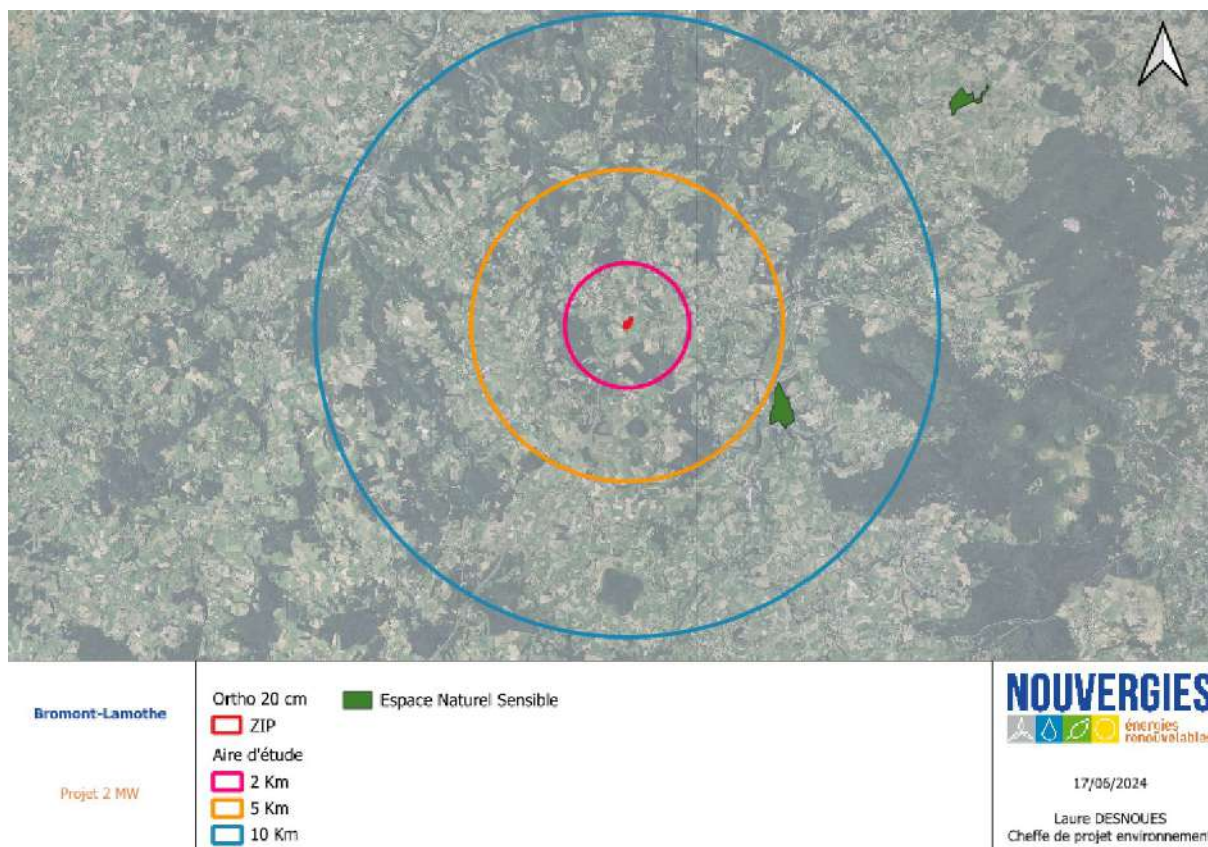 Bromont-Lamothe
Projet 2 MW
Ortho 20 cm
ZIP
Aire d'étude
2 Km
5 Km
10 Km
Espace Naturel Sensible
NOUVERGIES
énergies
renouvelables
17/06/2024
Laure DESNOUES
Cheffe de projet environnement